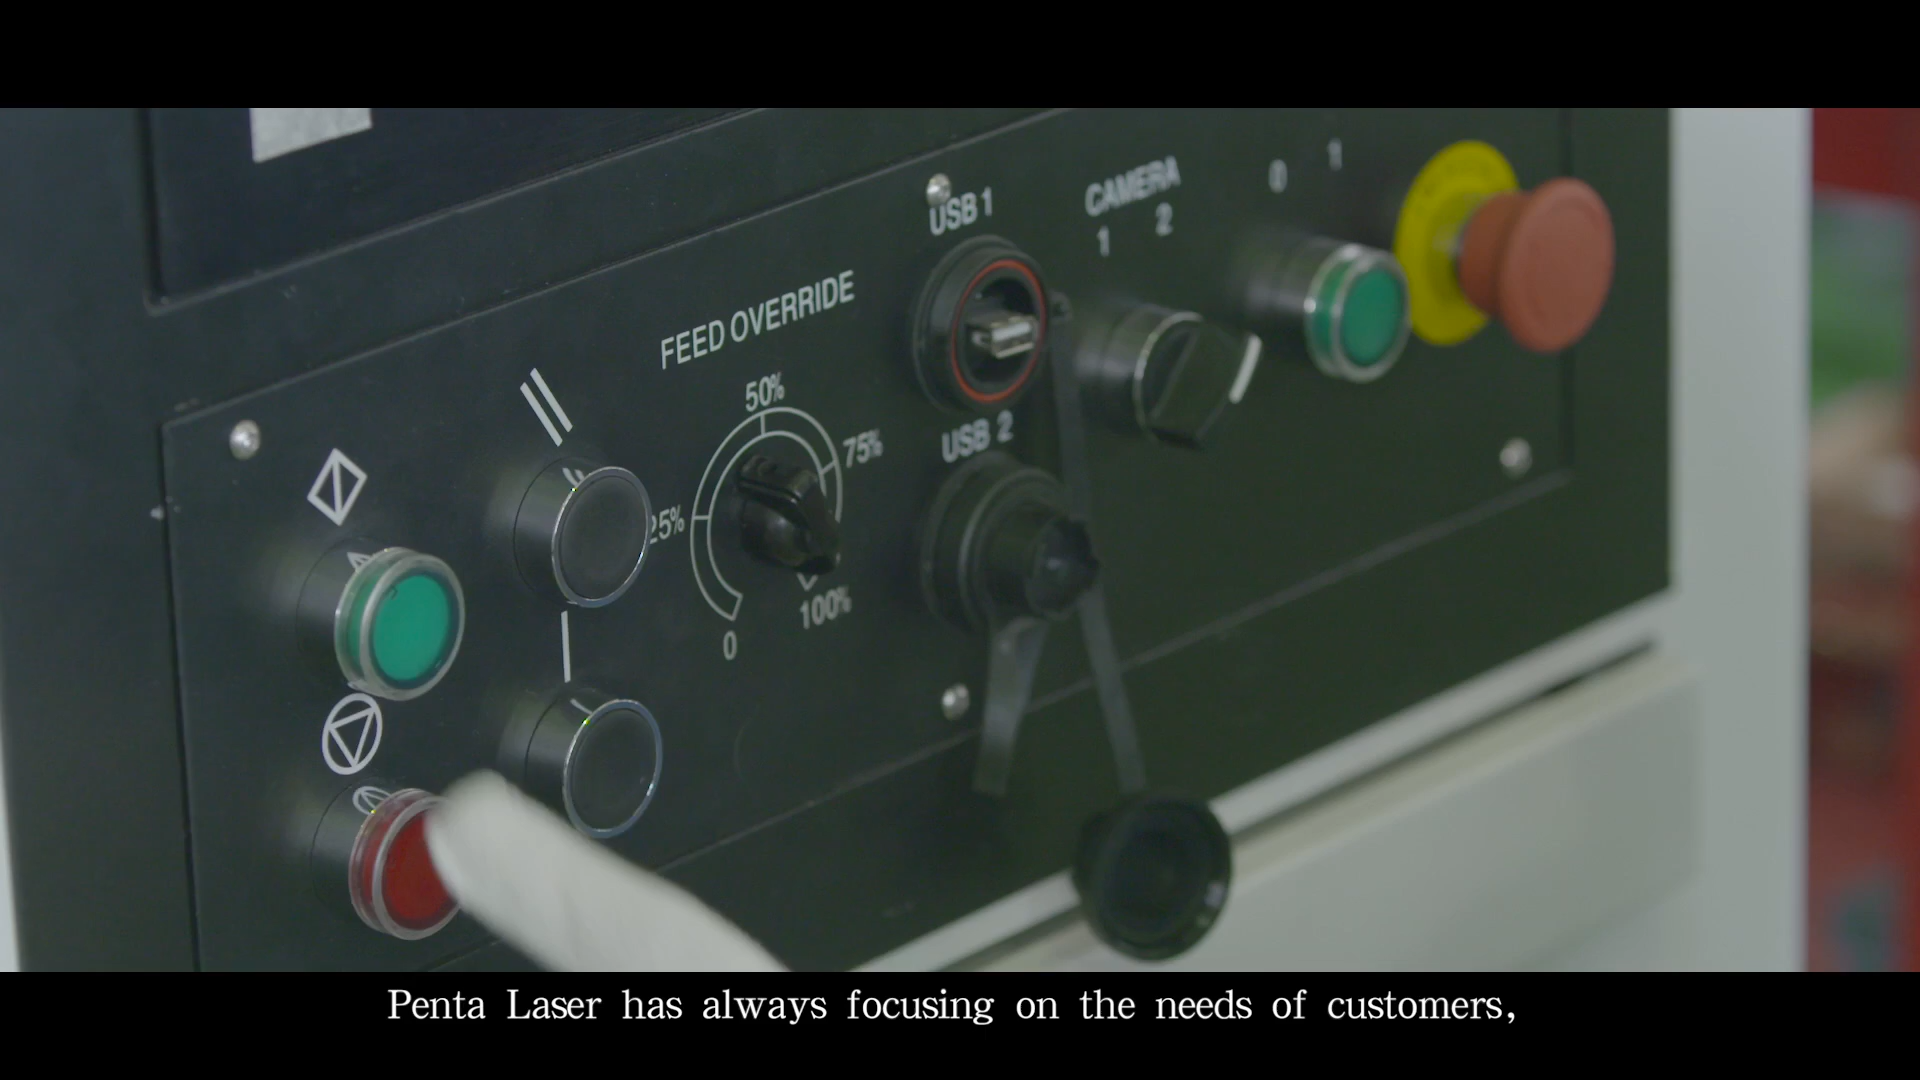 USB 1
CAMERA
1 2
0 1
FEED OVERRIDE
50%
75%
25%
100%
0
USB 2
Penta Laser has always focusing on the needs of customers,